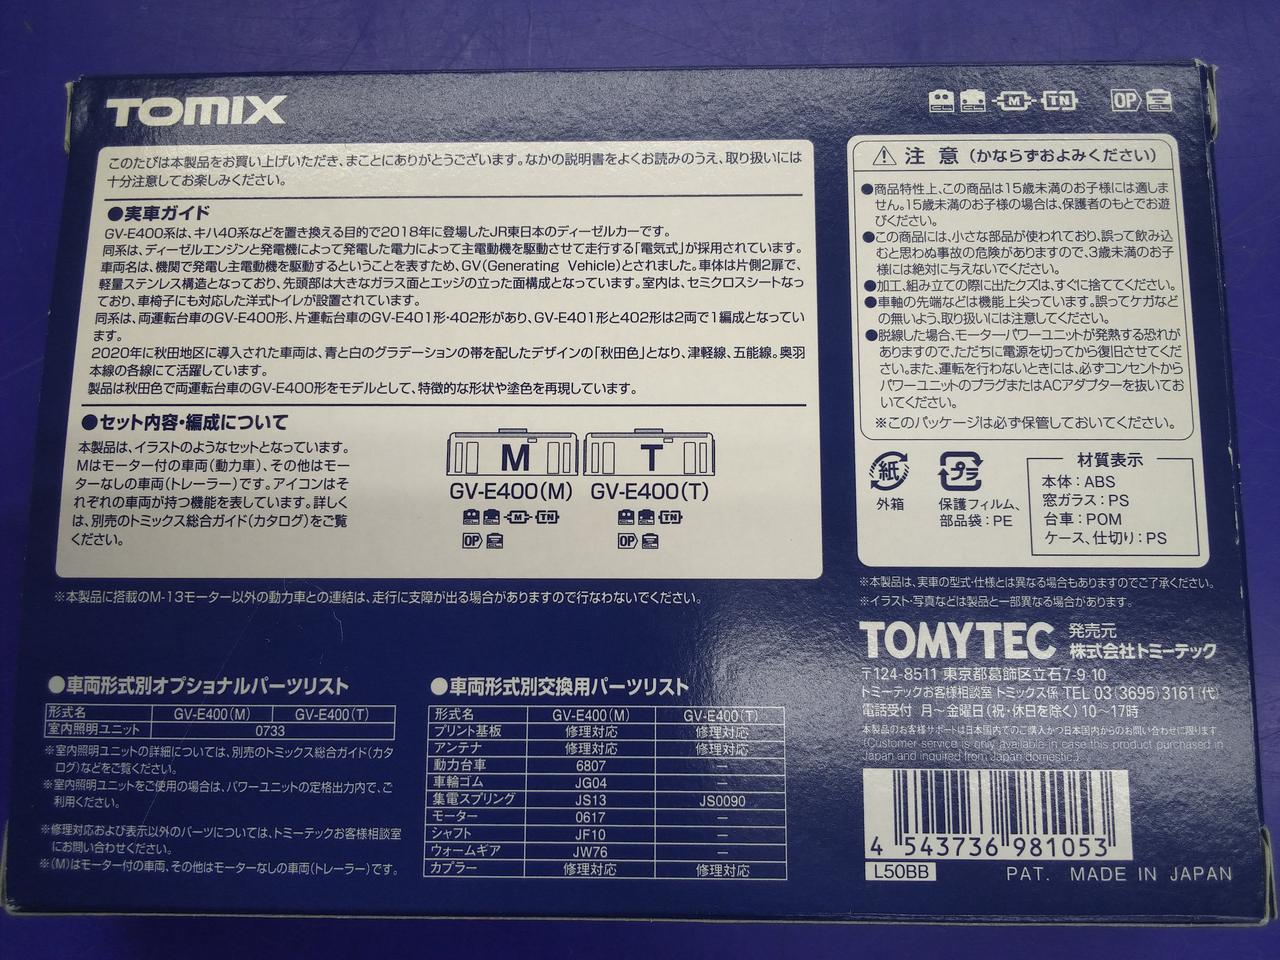 TOMIX
M TN OP
このたびは本製品をお買い上げいただき、まことにありがとうございます。なかの説明書をよくお読みのうえ、取り扱いには
十分注意してお楽しみください。
●実車ガイド
GV-E400系は、キハ40系などを置き換える目的で2018年に登場したJR東日本のディーゼルカーです。
同系は、ディーゼルエンジンと発電機によって発電した電力によって主電動機を駆動させて走行する「電気式」が採用されています。
車両名は、機関で発電し主電動機を駆動するということを表すため、GV(Generating Vehicle)とされました。車体は片側2扉で、
軽量ステンレス構造となっており、先頭部は大きなガラス面とエッジの立った面構成となっています。室内は、セミクロスシートなっ
ており、車椅子にも対応した洋式トイレが設置されています。
同系は、両運転台車のGV-E400形、片運転台車のGV-E401形・402形があり、GV-E401形と402形は2両で1編成となってい
ます。
2020年に秋田地区に導入された車両は、青と白のグラデーションの帯を配したデザインの「秋田色」となり、津軽線、五能線。奥羽
本線の各線にて活躍しています。
製品は秋田色で両運転台車のGV-E400形をモデルとして、特徴的な形状や塗色を再現しています。
●セット内容・編成について
本製品は、イラストのようなセットとなっています。
Mはモーター付の車両(動力車)、その他はモー
ターなしの車両(トレーラー)です。アイコンはそ
れぞれの車両が持つ機能を表しています。詳しく
は、別売のトミックス総合ガイド(カタログ)をご覧
ください。
M T
GV-E400(M) GV-E400(T)
M TN TN
OP OP
※本製品に搭載のM-13モーター以外の動力車との連結は、走行に支障が出る場合がありますので行なわないでください。
●車両形式別オプショナルパーツリスト
形式名 GV-E400(M) GV-E400(T)
室内照明ユニット 0733
※室内照明ユニットの詳細については、別売のトミックス総合ガイド(カタ
ログ)などをご覧ください。
※室内照明ユニットをご使用の場合は、パワーユニットの定格出力内で、ご
利用ください。
※修理対応および表示以外のパーツについては、トミーテックお客様相談室
にお問い合わせください。
※(M)はモーター付の車両、その他はモーターなしの車両(トレーラー)です。
●車両形式別交換用パーツリスト
形式名 GV-E400(M) GV-E400(T)
プリント基板 修理対応 修理対応
アンテナ 修理対応 修理対応
動力台車 6807 —
車輪ゴム JG04 —
集電スプリング JS13 JS0090
モーター 0617 —
シャフト JF10 —
ウォームギア JW76 —
カプラー 修理対応 修理対応
⚠ 注意(かならずおよみください)
●商品特性上、この商品は15歳未満のお子様には適しま
せん。15歳未満のお子様の場合は、保護者のもとでお遊
びください。
●この商品には、小さな部品が使われており、誤って飲み込
むと思わぬ事故の危険がありますので、3歳未満のお子
様には絶対に与えないでください。
●加工、組み立ての際に出たクズは、すぐに捨ててください。
●車軸の先端などは機能上尖っています。誤ってケガなど
の無いよう、取り扱いには注意してください。
●脱線した場合、モーターパワーユニットが発熱する恐れが
ありますので、ただちに電源を切ってから復旧させてくだ
さい。また、運転を行わないときには、必ずコンセントから
パワーユニットのプラグまたはACアダプターを抜いてお
いてください。
※このパッケージは必ず保管しておいてください。
紙
外箱
プラ
保護フィルム、
部品袋:PE
材質表示
本体:ABS
窓ガラス:PS
台車:POM
ケース、仕切り:PS
※本製品は、実車の型式・仕様とは異なる場合もありますのでご了承ください。
※イラスト・写真などは製品と一部異なる場合があります。
TOMYTEC 発売元
株式会社トミーテック
〒124-8511 東京都葛飾区立石7-9-10
トミーテックお客様相談室 トミックス係 TEL 03(3695)3161(代)
電話受付 月~金曜日(祝・休日を除く)10~17時
本製品のお客様サポートは日本国内でのご購入かつ日本国内からのお問い合わせに限ります。
(Customer service is only available in case this product purchased in
Japan and inquired from Japan domestic.)
4 543736 981053
L50BB
PAT. MADE IN JAPAN